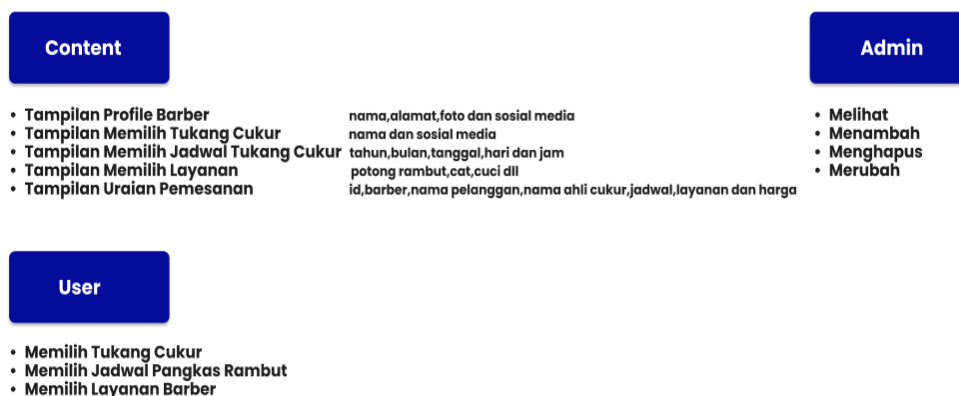 Content
• Tampilan Profile Barber nama,alamat,foto dan sosial media
• Tampilan Memilih Tukang Cukur nama dan sosial media
• Tampilan Memilih Jadwal Tukang Cukur tahun,bulan,tanggal,hari dan jam
• Tampilan Memilih Layanan potong rambut,cat,cuci dll
• Tampilan Uraian Pemesanan id,barber,nama pelanggan,nama ahli cukur,jadwal,layanan dan harga
Admin
• Melihat
• Menambah
• Menghapus
• Merubah
User
• Memilih Tukang Cukur
• Memilih Jadwal Pangkas Rambut
• Memilih Layanan Barber